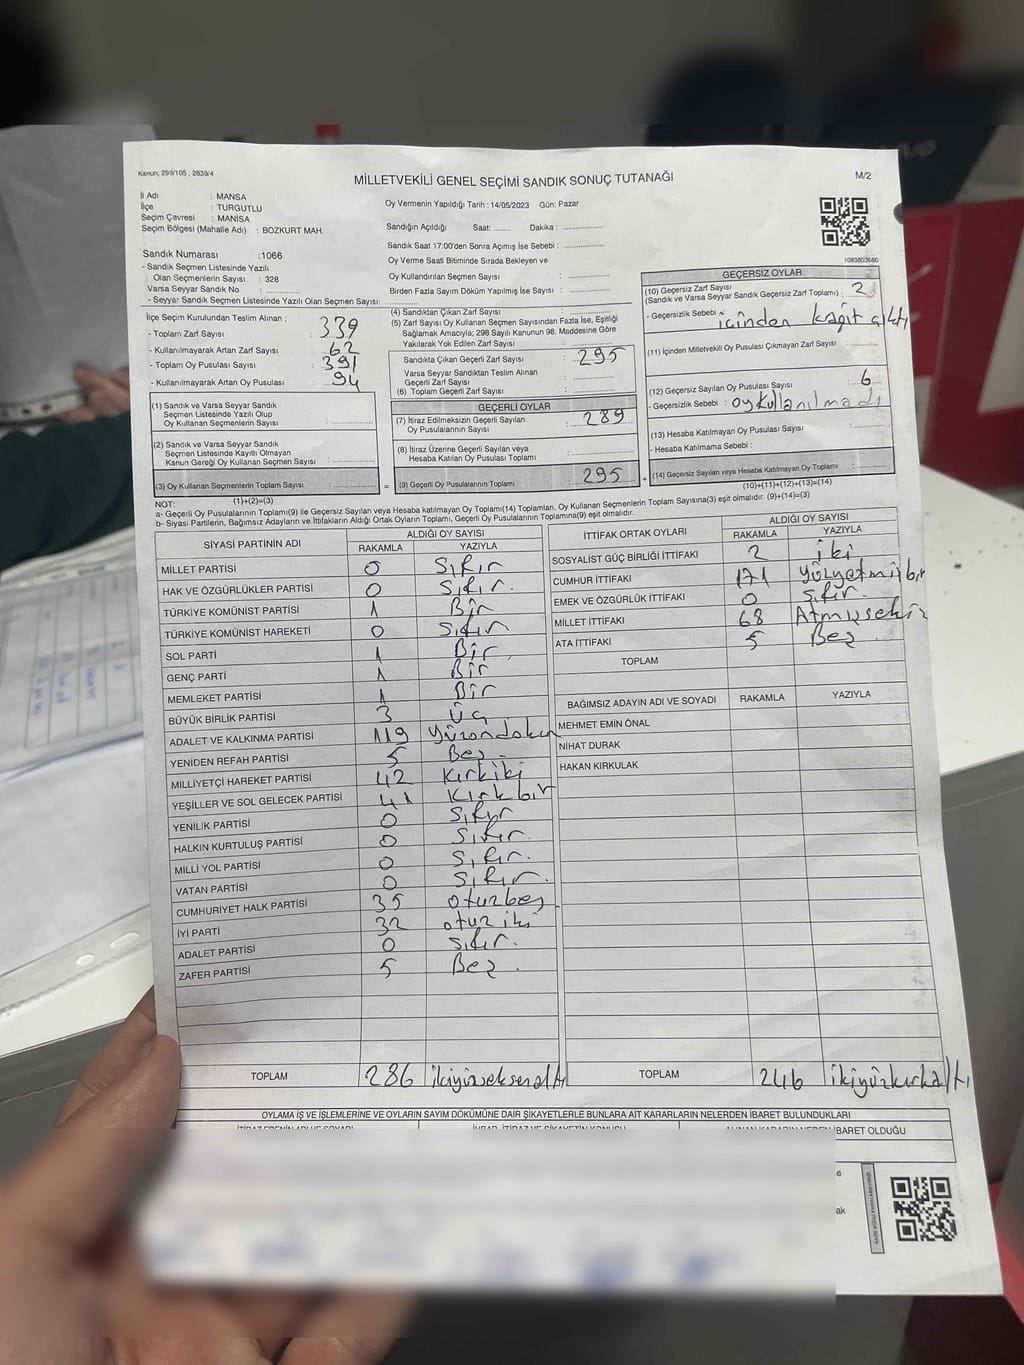 Kanun, 298/105 , 2839/4
MİLLETVEKİLİ GENEL SEÇİMİ SANDIK SONUÇ TUTANAĞI
M/2
İl Adı : MANSA
İlçe : TURGUTLU
Seçim Çevresi : MANİSA
Seçim Bölgesi (Mahalle Adı) : BOZKURT MAH.
Oy Vermenin Yapıldığı Tarih : 14/05/2023 Gün: Pazar
Sandığın Açıldığı Saat: ........ Dakika : ................
Sandık Saat 17:00'den Sonra Açımış İse Sebebi : ................
Oy Verme Saati Bitiminde Sırada Bekleyen ve
Oy Kullandırılan Seçmen Sayısı : ................
Birden Fazla Sayım Döküm Yapılmış İse Sayısı : ................
Sandık Numarası :1066
- Sandık Seçmen Listesinde Yazılı
Olan Seçmenlerin Sayısı : 328
Varsa Seyyar Sandık No : ................
- Seyyar Sandık Seçmen Listesinde Yazılı Olan Seçmen Sayısı: ................
1083803560
İlçe Seçim Kurulundan Teslim Alınan ;
- Toplam Zarf Sayısı : 339
- Kullanılmayarak Artan Zarf Sayısı : 62
- Toplam Oy Pusulası Sayısı : 391
- Kullanılmayarak Artan Oy Pusulası : 94
(1) Sandık ve Varsa Seyyar Sandık
Seçmen Listesinde Yazılı Olup
Oy Kullanan Seçmen Sayısı : ................
(2) Sandık ve Varsa Seyyar Sandık
Seçmen Listesinde Kayıtlı Olmayan
Kanun Gereği Oy Kullanan Seçmen Sayısı : ................
(3) Oy Kullanan Seçmenlerin Toplam Sayısı : ................
(1)+(2)=(3)
(4) Sandıktan Çıkan Zarf Sayısı : ................
(5) Zarf Sayısı Oy Kullanan Seçmen Sayısından Fazla İse, Eşitliği
Sağlamak Amacıyla; 298 Sayılı Kanunun 98. Maddesine Göre
Yakılarak Yok Edilen Zarf Sayısı : ................
Sandıkta Çıkan Geçerli Zarf Sayısı : 295
Varsa Seyyar Sandıktan Teslim Alınan
Geçerli Zarf Sayısı : ................
(6) Toplam Geçerli Zarf Sayısı : ................
GEÇERLİ OYLAR
(7) İtiraz Edilmeksizin Geçerli Sayılan
Oy Pusulalarının Sayısı : 289
(8) İtiraz Üzerine Geçerli Sayılan veya
Hesaba Katılan Oy Pusulası Toplamı : ................
= (9) Geçerli Oy Pusulalarının Toplamı : 295 +
GEÇERSİZ OYLAR
(10) Geçersiz Zarf Sayısı
(Sandık ve Varsa Seyyar Sandık Geçersiz Zarf Toplamı) : 2
- Geçersizlik Sebebi : içinden kağıt çıktı
(11) İçinden Milletvekili Oy Pusulası Çıkmayan Zarf Sayısı : ................
(12) Geçersiz Sayılan Oy Pusulası Sayısı : 6
- Geçersizlik Sebebi : oy kullanılmadı
(13) Hesaba Katılmayan Oy Pusulası Sayısı : ................
- Hesaba Katılmama Sebebi : ................
(14) Geçersiz Sayılan veya Hesaba Katılmayan Oy Toplamı : ................
(10)+(11)+(12)+(13)=(14)
NOT:
a- Geçerli Oy Pusulalarının Toplamı(9) ile Geçersiz Sayılan veya Hesaba katılmayan Oy Toplamı(14) Toplamları, Oy Kullanan Seçmenlerin Toplam Sayısına(3) eşit olmalıdır. (9)+(14)=(3)
b- Siyasi Partilerin, Bağımsız Adayların ve İttifakların Aldığı Ortak Oyların Toplamı, Geçerli Oy Pusulalarının Toplamına(9) eşit olmalıdır.
SİYASİ PARTİNİN ADI ALDIĞI OY SAYISI
RAKAMLA YAZIYLA
MİLLET PARTİSİ 0 Sıfır
HAK VE ÖZGÜRLÜKLER PARTİSİ 0 Sıfır.
TÜRKİYE KOMÜNİST PARTİSİ 1 Bir
TÜRKİYE KOMÜNİST HAREKETİ 0 Sıfır
SOL PARTİ 1 Bir,
GENÇ PARTİ 1 Bir
MEMLEKET PARTİSİ 1 Bir
BÜYÜK BİRLİK PARTİSİ 3 Üç
ADALET VE KALKINMA PARTİSİ 119 Yüzondokuz
YENİDEN REFAH PARTİSİ 5 Beş.
MİLLİYETÇİ HAREKET PARTİSİ 42 Kırkiki
YEŞİLLER VE SOL GELECEK PARTİSİ 41 Kırkbir
YENİLİK PARTİSİ 0 Sıfır
HALKIN KURTULUŞ PARTİSİ 0 Sıfır.
MİLLİ YOL PARTİSİ 0 Sıfır.
VATAN PARTİSİ 0 Sıfır.
CUMHURİYET HALK PARTİSİ 35 Otuzbeş
İYİ PARTİ 32 otuziki
ADALET PARTİSİ 0 Sıfır.
ZAFER PARTİSİ 5 Beş.
TOPLAM 286 ikiyüzseksenaltı
İTTİFAK ORTAK OYLARI ALDIĞI OY SAYISI
RAKAMLA YAZIYLA
SOSYALİST GÜÇ BİRLİĞİ İTTİFAKI 2 iki
CUMHUR İTTİFAKI 171 Yüzyetmişbir
EMEK VE ÖZGÜRLÜK İTTİFAKI 0 Sıfır.
MİLLET İTTİFAKI 68 Atmışsekiz
ATA İTTİFAKI 5 Beş
TOPLAM
BAĞIMSIZ ADAYIN ADI VE SOYADI RAKAMLA YAZIYLA
MEHMET EMİN ÖNAL
NİHAT DURAK
HAKAN KIRKULAK
TOPLAM 246 ikiyüzkırkaltı
OYLAMA İŞ VE İŞLEMLERİNE VE OYLARIN SAYIM DÖKÜMÜNE DAİR ŞİKAYETLERLE BUNLARA AİT KARARLARIN NELERDEN İBARET BULUNDUKLARI
İBARET OLDUĞU